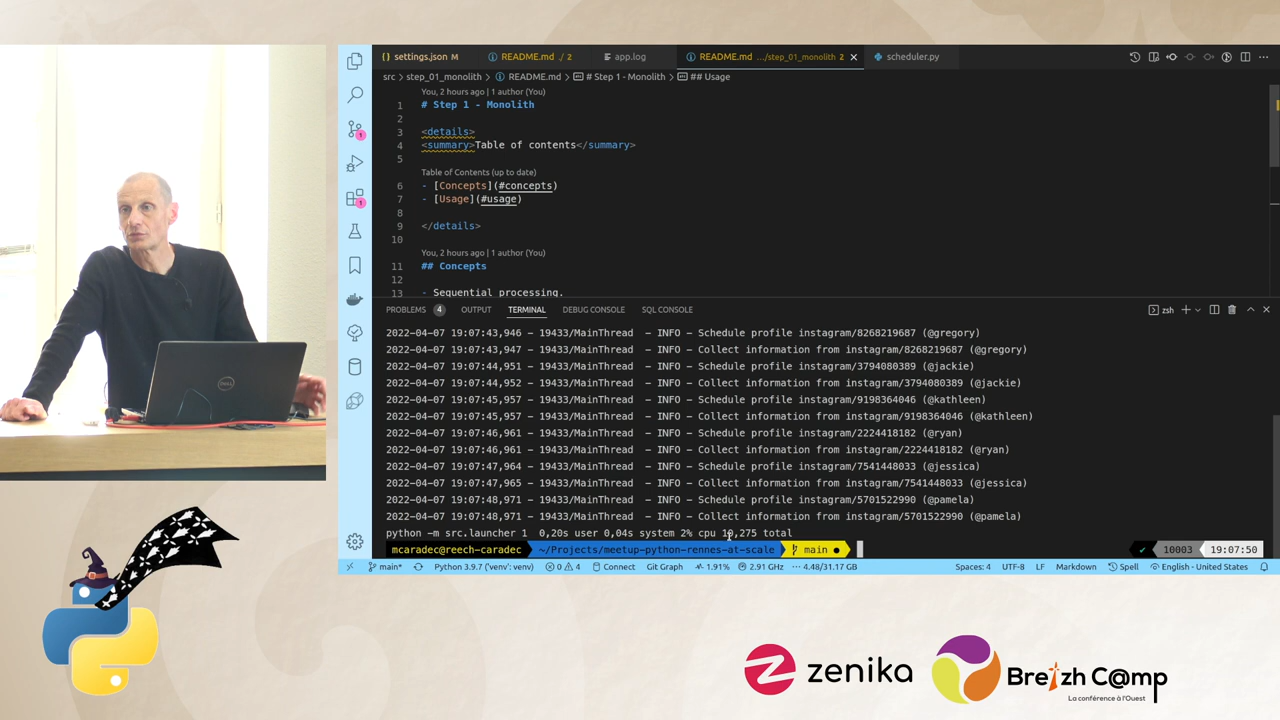 settings.json M
README.md ./ 2
app.log
README.md .../step_01_monolith 2
scheduler.py
src > step_01_monolith > README.md > # Step 1 - Monolith > ## Usage
You, 2 hours ago | 1 author (You)
1 # Step 1 - Monolith
2
3 <details>
4 <summary>Table of contents</summary>
5
Table of Contents (up to date)
6 - [Concepts](#concepts)
7 - [Usage](#usage)
8
9 </details>
10
You, 2 hours ago | 1 author (You)
11 ## Concepts
12
13 - Sequential processing.
PROBLEMS 4 OUTPUT TERMINAL DEBUG CONSOLE SQL CONSOLE
zsh
2022-04-07 19:07:43,946 - 19433/MainThread - INFO - Schedule profile instagram/8268219687 (@gregory)
2022-04-07 19:07:43,947 - 19433/MainThread - INFO - Collect information from instagram/8268219687 (@gregory)
2022-04-07 19:07:44,951 - 19433/MainThread - INFO - Schedule profile instagram/3794080389 (@jackie)
2022-04-07 19:07:44,952 - 19433/MainThread - INFO - Collect information from instagram/3794080389 (@jackie)
2022-04-07 19:07:45,957 - 19433/MainThread - INFO - Schedule profile instagram/9198364046 (@kathleen)
2022-04-07 19:07:45,957 - 19433/MainThread - INFO - Collect information from instagram/9198364046 (@kathleen)
2022-04-07 19:07:46,961 - 19433/MainThread - INFO - Schedule profile instagram/2224418182 (@ryan)
2022-04-07 19:07:46,961 - 19433/MainThread - INFO - Collect information from instagram/2224418182 (@ryan)
2022-04-07 19:07:47,964 - 19433/MainThread - INFO - Schedule profile instagram/7541448033 (@jessica)
2022-04-07 19:07:47,965 - 19433/MainThread - INFO - Collect information from instagram/7541448033 (@jessica)
2022-04-07 19:07:48,971 - 19433/MainThread - INFO - Schedule profile instagram/5701522990 (@pamela)
2022-04-07 19:07:48,971 - 19433/MainThread - INFO - Collect information from instagram/5701522990 (@pamela)
python -m src.launcher 1 0,20s user 0,04s system 2% cpu 10,275 total
mcaradec@reech-caradec ~/Projects/meetup-python-rennes-at-scale main ● ✔ 10003 19:07:50
main* Python 3.9.7 ('venv': venv) 0 4 Connect Git Graph 1.91% 2.91 GHz 4.48/31.17 GB Spaces: 4 UTF-8 LF Markdown Spell English - United States
DELL
zenika
Breizh C@mp
La conférence à l'Ouest